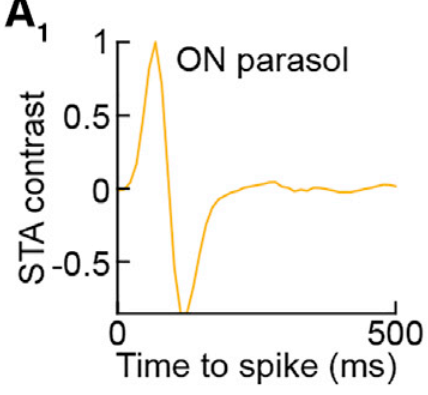 A1
1
ON parasol
0.5
0
-0.5
STA contrast
0 500
Time to spike (ms)